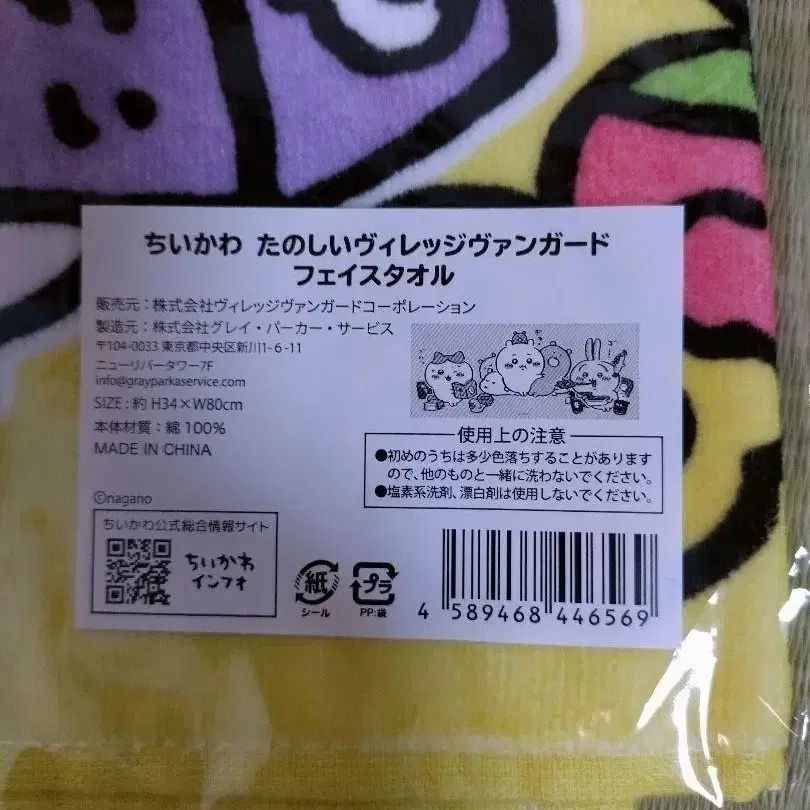 ちいかわ たのしいヴィレッジヴァンガード
フェイスタオル
販売元：株式会社ヴィレッジヴァンガードコーポレーション
製造元：株式会社グレイ・パーカー・サービス
〒104-0033 東京都中央区新川1-6-11
ニューリバータワー7F
info@grayparkaservice.com
SIZE：約 H34×W80cm
本体材質：綿 100%
MADE IN CHINA
使用上の注意
●初めのうちは多少色落ちすることがあります
ので、他のものと一緒に洗わないでください。
●塩素系洗剤、漂白剤は使用しないでください。
©nagano
ちいかわ公式総合情報サイト
ちいかわ
インフォ
紙
シール
プラ
PP:袋
4 589468 446569